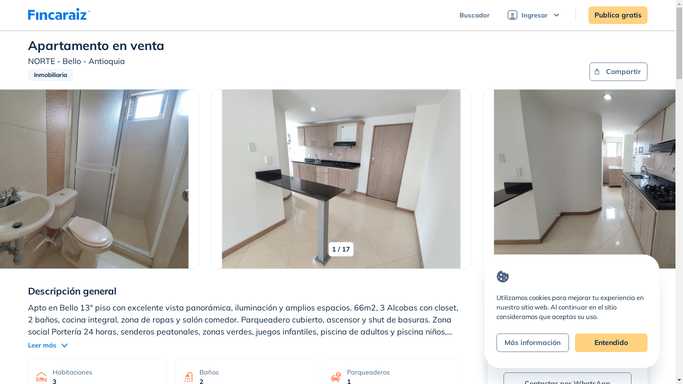 Fincaraiz
Buscador
Ingresar
Publica gratis
Apartamento en venta
NORTE - Bello - Antioquia
Inmobiliaria
Compartir
1 / 17
Descripción general
Apto en Bello 13° piso con excelente vista panorámica, iluminación y amplios espacios. 66m2, 3 Alcobas con closet,
2 baños, cocina integral, zona de ropas y salón comedor. Parqueadero cubierto, ascensor y shut de basuras. Zona
social Portería 24 horas, senderos peatonales, zonas verdes, juegos infantiles, piscina de adultos y piscina niños,...
Leer más
Habitaciones
3
Baños
2
Parqueaderos
1
Utilizamos cookies para mejorar tu experiencia en
nuestro sitio web. Al continuar en el sitio
consideramos que aceptas su uso.
Más información
Entendido
Contactar por WhatsApp